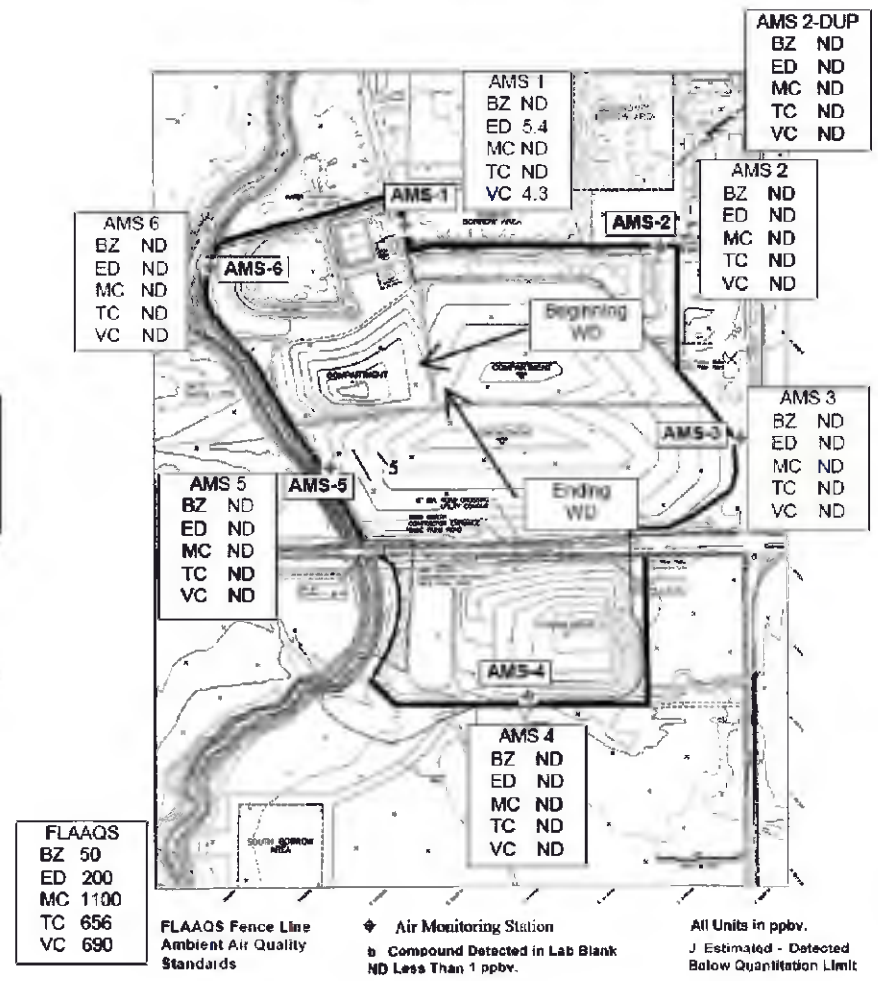 AMS 2-DUP
BZ ND
ED ND
MC ND
TC ND
VC ND
AMS 1
BZ ND
ED 5.4
MC ND
TC ND
VC 4.3
AMS 2
BZ ND
ED ND
MC ND
TC ND
VC ND
AMS-1
BORROW AREA
AMS-2
AMS 6
BZ ND
ED ND
MC ND
TC ND
VC ND
AMS-6
Beginning
WD
COMPARTMENT
COMPARTMENT
AMS 3
BZ ND
ED ND
MC ND
TC ND
VC ND
AMS-3
5
AMS-5
AMS 5
BZ ND
ED ND
MC ND
TC ND
VC ND
Ending
WD
AMS-4
AMS 4
BZ ND
ED ND
MC ND
TC ND
VC ND
SOUTH BORROW
AREA
FLAAQS
BZ 50
ED 200
MC 1100
TC 656
VC 690
FLAAQS Fence Line
Ambient Air Quality
Standards
Air Monitoring Station
b Compound Detected in Lab Blank
ND Less Than 1 ppbv.
All Units in ppbv.
J Estimated - Detected
Below Quantitation Limit